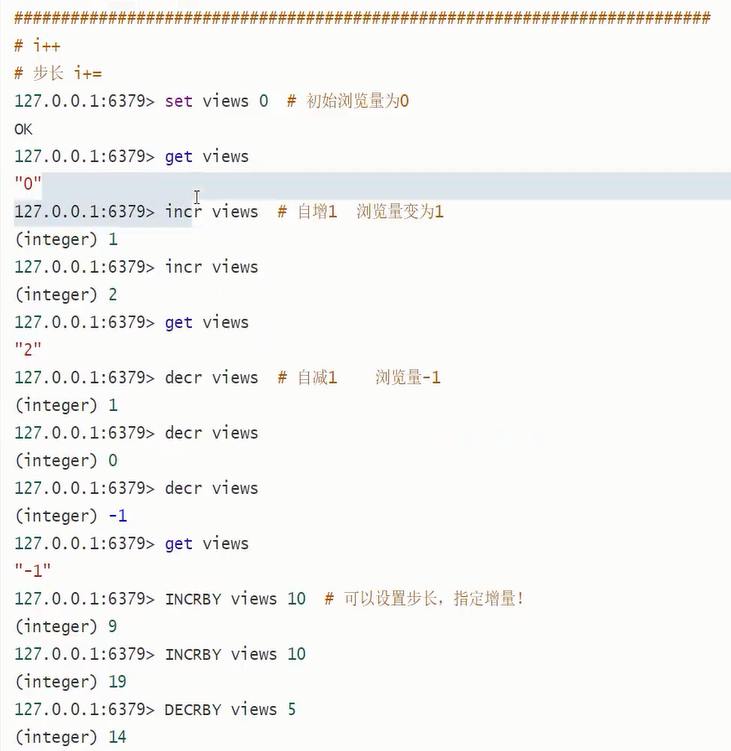 ##########################################################################
# i++
# 步长 i+=
127.0.0.1:6379> set views 0  # 初始浏览量为0
OK
127.0.0.1:6379> get views
"0"
127.0.0.1:6379> incr views  # 自增1  浏览量变为1
(integer) 1
127.0.0.1:6379> incr views
(integer) 2
127.0.0.1:6379> get views
"2"
127.0.0.1:6379> decr views  # 自减1    浏览量-1
(integer) 1
127.0.0.1:6379> decr views
(integer) 0
127.0.0.1:6379> decr views
(integer) -1
127.0.0.1:6379> get views
"-1"
127.0.0.1:6379> INCRBY views 10  # 可以设置步长，指定增量！
(integer) 9
127.0.0.1:6379> INCRBY views 10
(integer) 19
127.0.0.1:6379> DECRBY views 5
(integer) 14